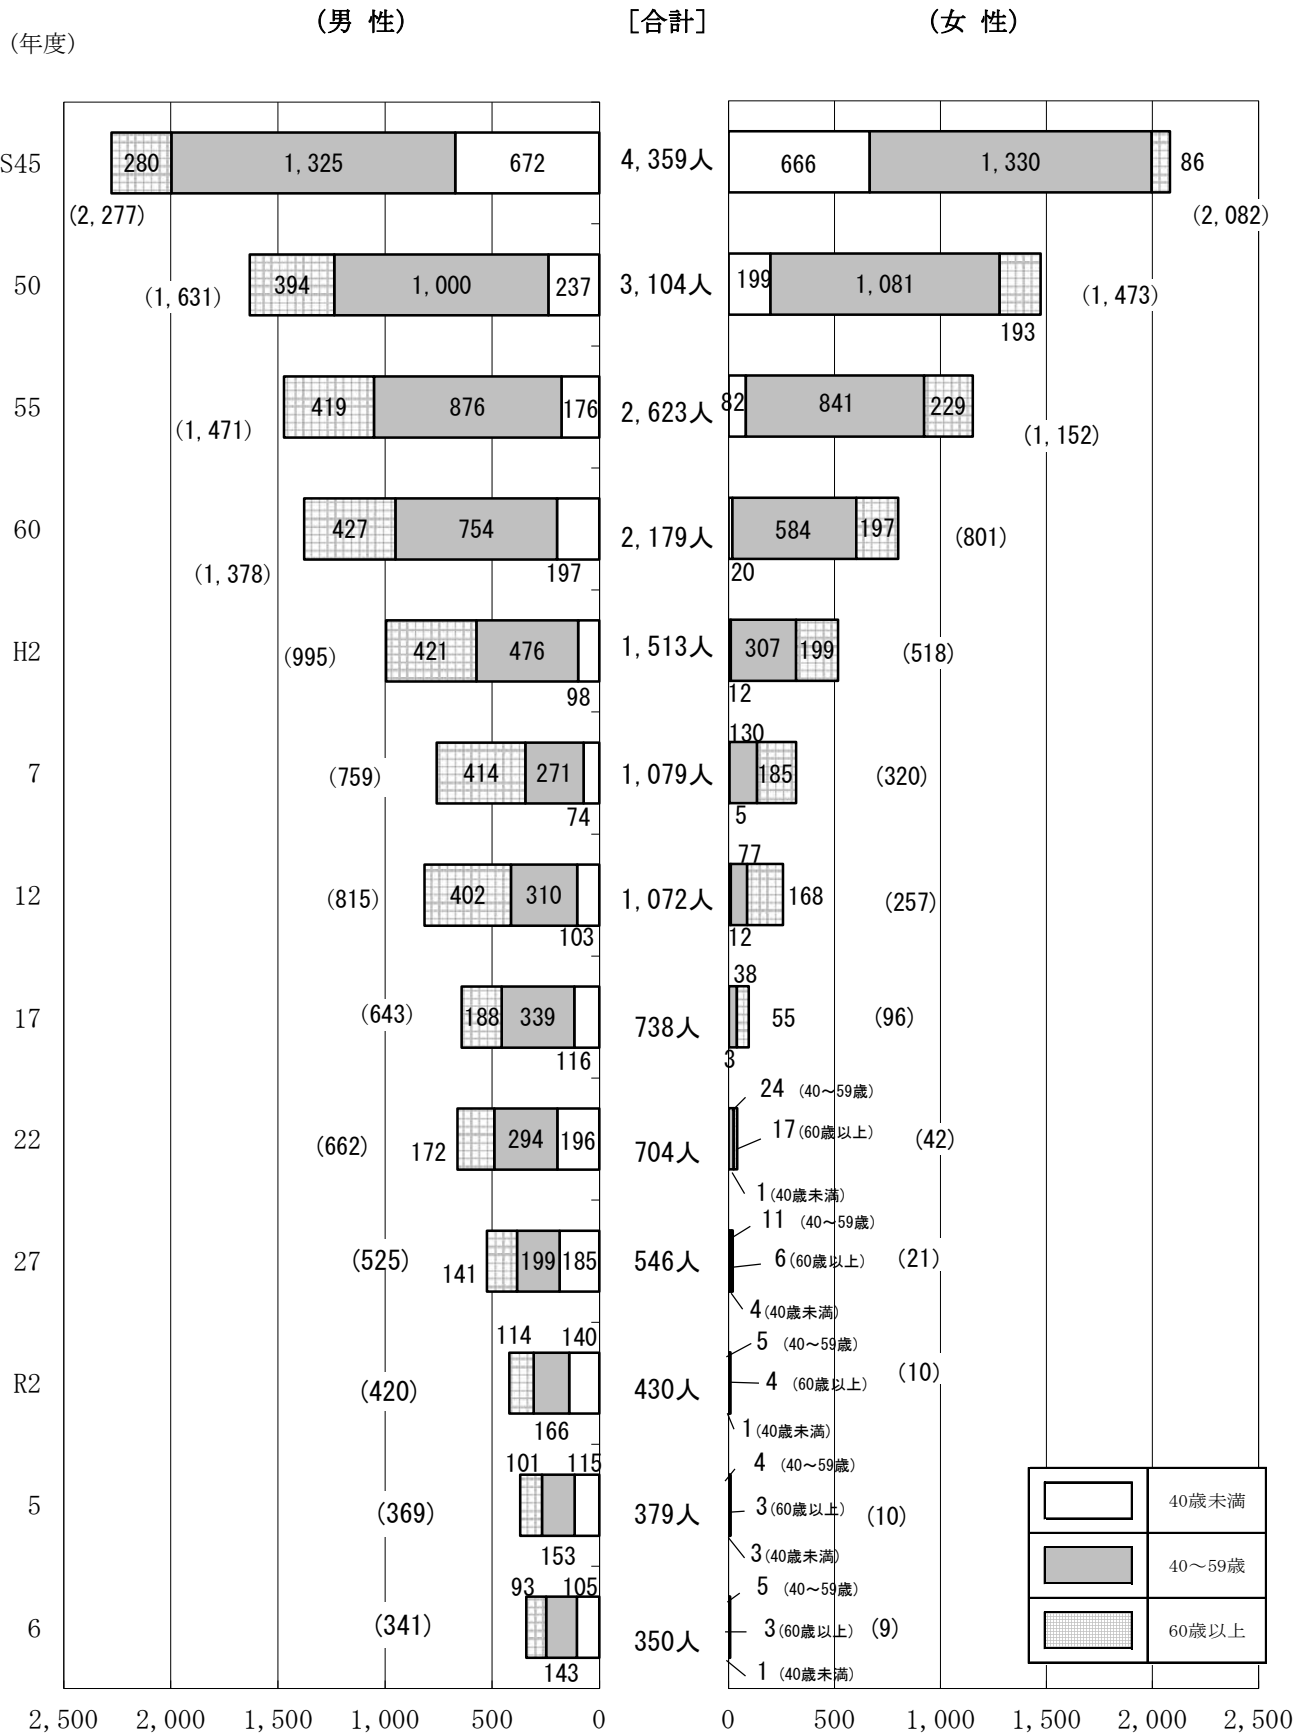 (男 性) ［合計］ (女 性)
(年度)
S45 280 1,325 672 4,359人 666 1,330 86
(2,277) (2,082)
50 (1,631) 394 1,000 237 3,104人 199 1,081 (1,473)
193
55 (1,471) 419 876 176 2,623人 82 841 229 (1,152)
60 427 754 2,179人 584 197 (801)
(1,378) 197 20
H2 (995) 421 476 1,513人 307 199 (518)
98 12
130
7 (759) 414 271 1,079人 185 (320)
74 5
77
12 (815) 402 310 1,072人 168 (257)
103 12
38
17 (643) 188 339 738人 55 (96)
116 3
24 (40～59歳)
22 (662) 172 294 196 704人 17(60歳以上) (42)
1(40歳未満)
11 (40～59歳)
27 (525) 141 199 185 546人 6(60歳以上) (21)
4(40歳未満)
114 140 5 (40～59歳)
R2 (420) 430人 4 (60歳以上) (10)
166 1(40歳未満)
101 115 4 (40～59歳)
5 (369) 379人 3(60歳以上) (10)
153 3(40歳未満)
93 105 5 (40～59歳)
6 (341) 350人 3(60歳以上) (9)
143 1 (40歳未満)
40歳未満
40～59歳
60歳以上
2,500 2,000 1,500 1,000 500 0 0 500 1,000 1,500 2,000 2,500